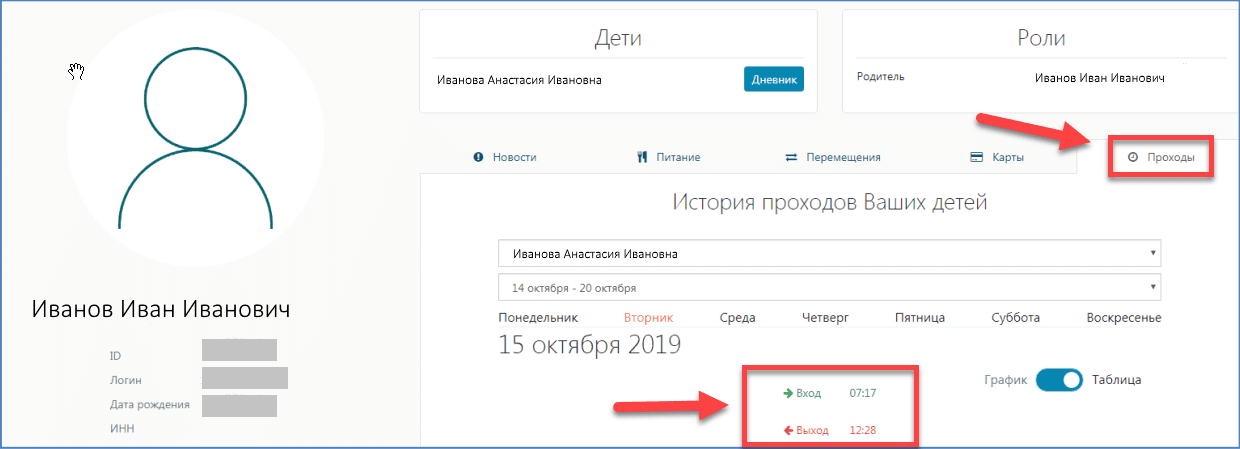 Дети
Иванова Анастасия Ивановна
Дневник
Роли
Родитель
Иванов Иван Иванович
Новости
Питание
Перемещения
Карты
Проходы
История проходов Ваших детей
Иванова Анастасия Ивановна
14 октября - 20 октября
Понедельник Вторник Среда Четверг Пятница Суббота Воскресенье
15 октября 2019
График Таблица
Вход 07:17
Выход 12:28
Иванов Иван Иванович
ID
Логин
Дата рождения
ИНН